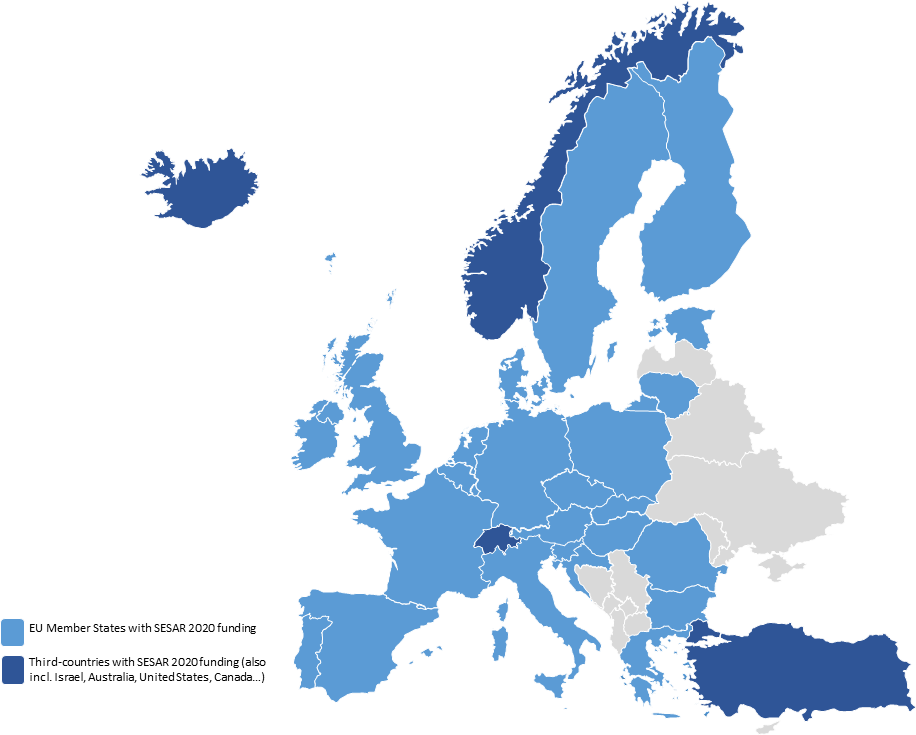 EU Member States with SESAR 2020 funding
Third-countries with SESAR 2020 funding (also
incl. Israel, Australia, United States, Canada...)